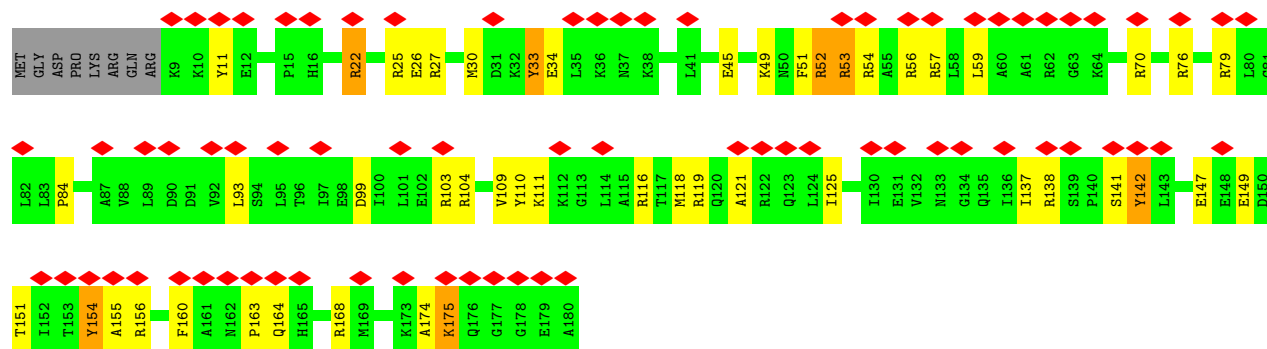 MET GLY ASP PRO LYS ARG GLN ARG K9 K10 Y11 E12 P15 H16 R22 R25 E26 R27 M30 D31 K32 Y33 E34 L35 K36 N37 K38 L41 E45 K49 N50 F51 R52 R53 R54 A55 R56 R57 L58 L59 A60 A61 R62 G63 K64 R70 R76 R79 L80 G81
L82 L83 P84 A87 V88 L89 D90 D91 V92 L93 S94 L95 T96 I97 E98 D99 I100 L101 E102 R103 R104 V109 Y110 K111 K112 G113 L114 A115 R116 T117 M118 R119 Q120 A121 R122 Q123 L124 I125 I130 E131 V132 N133 G134 Q135 I136 I137 R138 S139 P140 S141 Y142 L143 E147 E148 E149 D150
T151 I152 T153 Y154 A155 R156 F160 A161 N162 P163 Q164 H165 R168 M169 K173 A174 K175 Q176 G177 G178 E179 A180